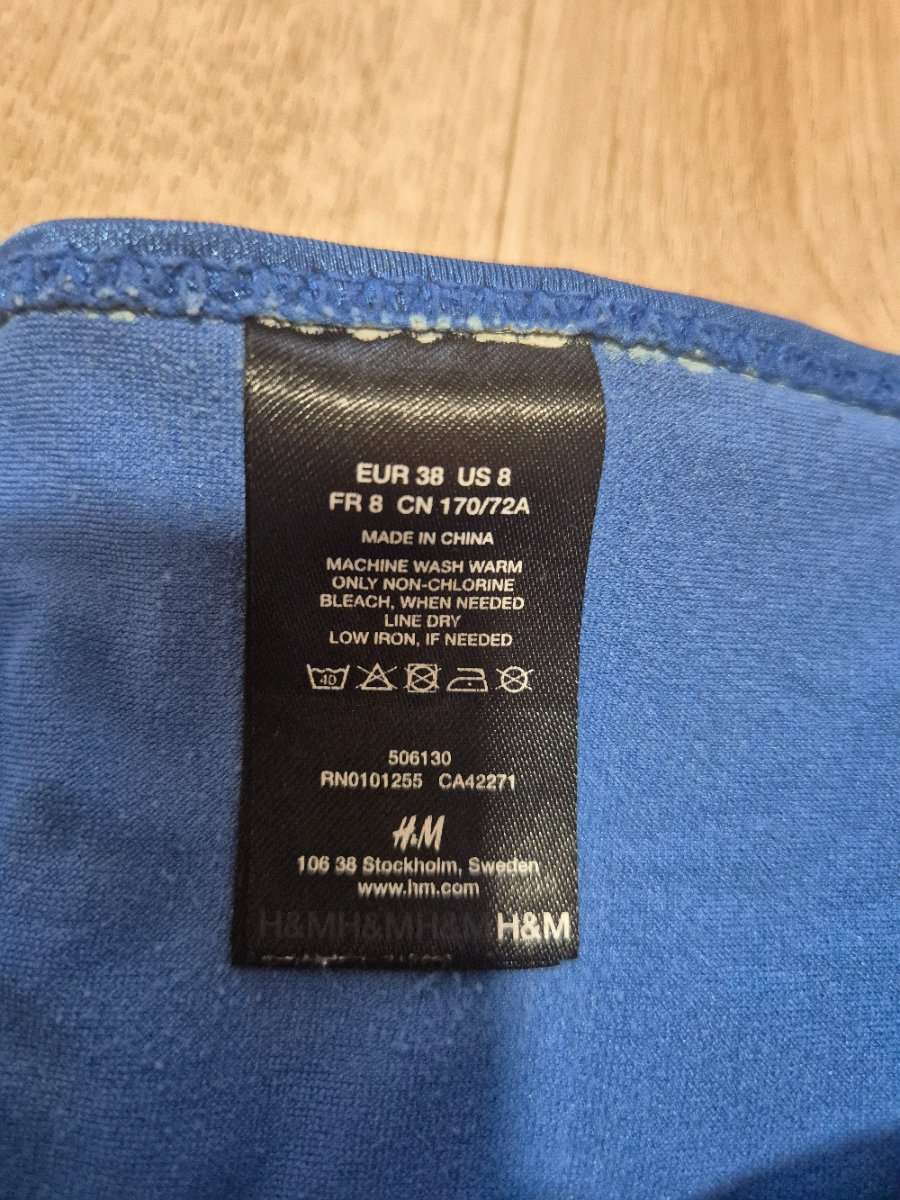 EUR 38 US 8
FR 8 CN 170/72A
MADE IN CHINA
MACHINE WASH WARM
ONLY NON-CHLORINE
BLEACH, WHEN NEEDED
LINE DRY
LOW IRON, IF NEEDED
40
506130
RN0101255 CA42271
H&M
106 38 Stockholm, Sweden
www.hm.com
H&MH&MH&MH&M